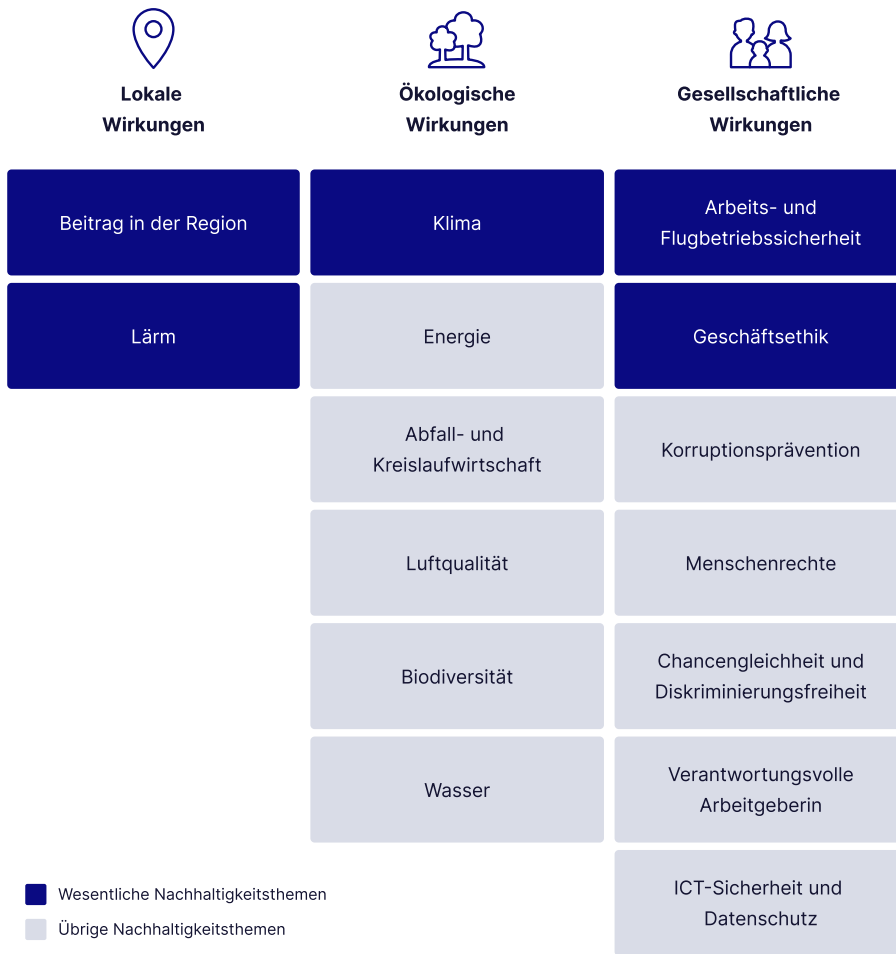 Lokale
Wirkungen
Beitrag in der Region
Lärm
Ökologische
Wirkungen
Klima
Energie
Abfall- und
Kreislaufwirtschaft
Luftqualität
Biodiversität
Wasser
Gesellschaftliche
Wirkungen
Arbeits- und
Flugbetriebssicherheit
Geschäftsethik
Korruptionsprävention
Menschenrechte
Chancengleichheit und
Diskriminierungsfreiheit
Verantwortungsvolle
Arbeitgeberin
ICT-Sicherheit und
Datenschutz
Wesentliche Nachhaltigkeitsthemen
Übrige Nachhaltigkeitsthemen